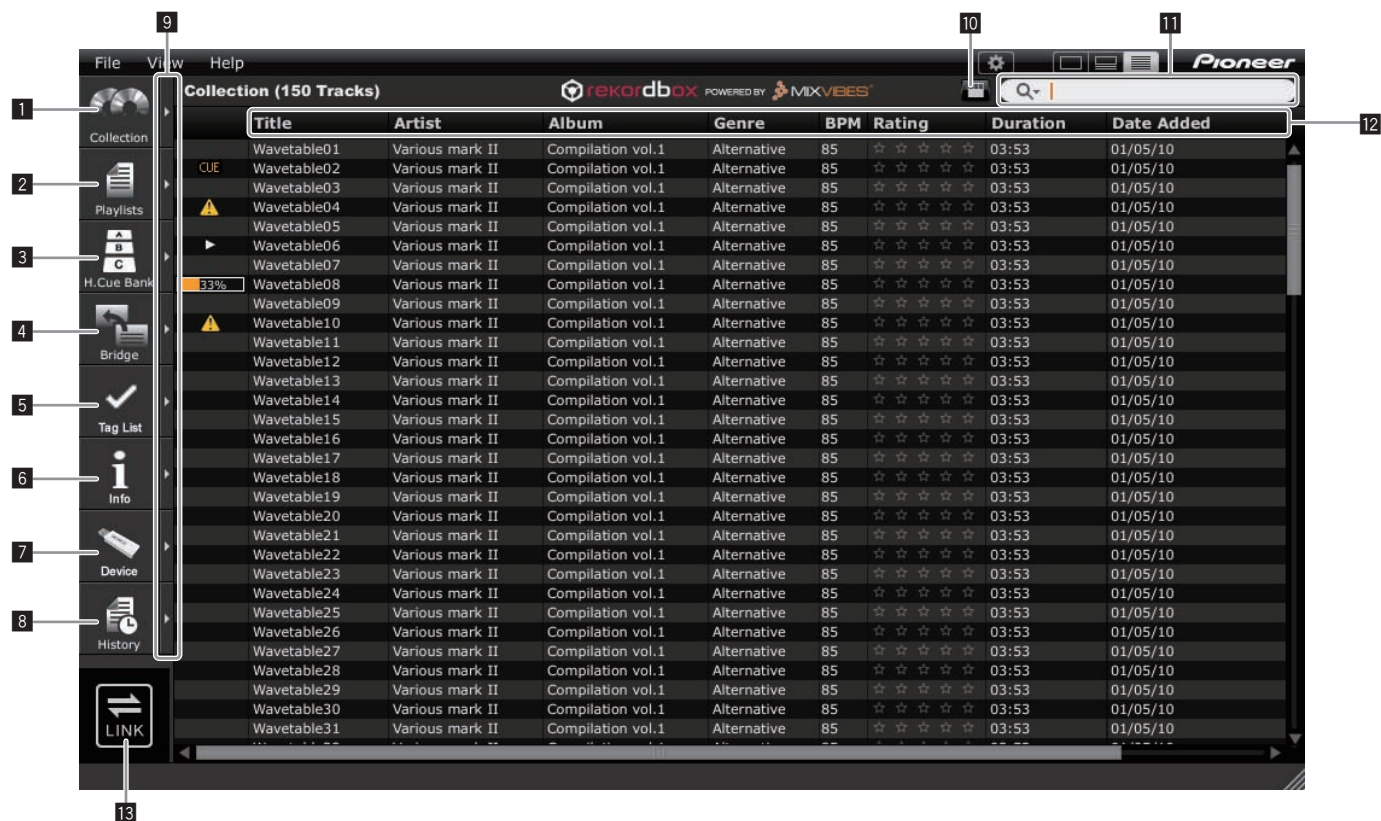 9 10 11
File View Help Pioneer
Collection (150 Tracks) rekordbox POWERED BY MIXVIBES
Title Artist Album Genre BPM Rating Duration Date Added 12
1 Collection
2 Playlists
3 A B C H.Cue Bank
4 Bridge
5 Tag List
6 Info
7 Device
8 History
LINK
13
Wavetable01 Various mark II Compilation vol.1 Alternative 85 ☆ ☆ ☆ ☆ ☆ 03:53 01/05/10
CUE Wavetable02 Various mark II Compilation vol.1 Alternative 85 ☆ ☆ ☆ ☆ ☆ 03:53 01/05/10
Wavetable03 Various mark II Compilation vol.1 Alternative 85 ☆ ☆ ☆ ☆ ☆ 03:53 01/05/10
Wavetable04 Various mark II Compilation vol.1 Alternative 85 ☆ ☆ ☆ ☆ ☆ 03:53 01/05/10
Wavetable05 Various mark II Compilation vol.1 Alternative 85 ☆ ☆ ☆ ☆ ☆ 03:53 01/05/10
Wavetable06 Various mark II Compilation vol.1 Alternative 85 ☆ ☆ ☆ ☆ ☆ 03:53 01/05/10
Wavetable07 Various mark II Compilation vol.1 Alternative 85 ☆ ☆ ☆ ☆ ☆ 03:53 01/05/10
33% Wavetable08 Various mark II Compilation vol.1 Alternative 85 ☆ ☆ ☆ ☆ ☆ 03:53 01/05/10
Wavetable09 Various mark II Compilation vol.1 Alternative 85 ☆ ☆ ☆ ☆ ☆ 03:53 01/05/10
Wavetable10 Various mark II Compilation vol.1 Alternative 85 ☆ ☆ ☆ ☆ ☆ 03:53 01/05/10
Wavetable11 Various mark II Compilation vol.1 Alternative 85 ☆ ☆ ☆ ☆ ☆ 03:53 01/05/10
Wavetable12 Various mark II Compilation vol.1 Alternative 85 ☆ ☆ ☆ ☆ ☆ 03:53 01/05/10
Wavetable13 Various mark II Compilation vol.1 Alternative 85 ☆ ☆ ☆ ☆ ☆ 03:53 01/05/10
Wavetable14 Various mark II Compilation vol.1 Alternative 85 ☆ ☆ ☆ ☆ ☆ 03:53 01/05/10
Wavetable15 Various mark II Compilation vol.1 Alternative 85 ☆ ☆ ☆ ☆ ☆ 03:53 01/05/10
Wavetable16 Various mark II Compilation vol.1 Alternative 85 ☆ ☆ ☆ ☆ ☆ 03:53 01/05/10
Wavetable17 Various mark II Compilation vol.1 Alternative 85 ☆ ☆ ☆ ☆ ☆ 03:53 01/05/10
Wavetable18 Various mark II Compilation vol.1 Alternative 85 ☆ ☆ ☆ ☆ ☆ 03:53 01/05/10
Wavetable19 Various mark II Compilation vol.1 Alternative 85 ☆ ☆ ☆ ☆ ☆ 03:53 01/05/10
Wavetable20 Various mark II Compilation vol.1 Alternative 85 ☆ ☆ ☆ ☆ ☆ 03:53 01/05/10
Wavetable21 Various mark II Compilation vol.1 Alternative 85 ☆ ☆ ☆ ☆ ☆ 03:53 01/05/10
Wavetable22 Various mark II Compilation vol.1 Alternative 85 ☆ ☆ ☆ ☆ ☆ 03:53 01/05/10
Wavetable23 Various mark II Compilation vol.1 Alternative 85 ☆ ☆ ☆ ☆ ☆ 03:53 01/05/10
Wavetable24 Various mark II Compilation vol.1 Alternative 85 ☆ ☆ ☆ ☆ ☆ 03:53 01/05/10
Wavetable25 Various mark II Compilation vol.1 Alternative 85 ☆ ☆ ☆ ☆ ☆ 03:53 01/05/10
Wavetable26 Various mark II Compilation vol.1 Alternative 85 ☆ ☆ ☆ ☆ ☆ 03:53 01/05/10
Wavetable27 Various mark II Compilation vol.1 Alternative 85 ☆ ☆ ☆ ☆ ☆ 03:53 01/05/10
Wavetable28 Various mark II Compilation vol.1 Alternative 85 ☆ ☆ ☆ ☆ ☆ 03:53 01/05/10
Wavetable29 Various mark II Compilation vol.1 Alternative 85 ☆ ☆ ☆ ☆ ☆ 03:53 01/05/10
Wavetable30 Various mark II Compilation vol.1 Alternative 85 ☆ ☆ ☆ ☆ ☆ 03:53 01/05/10
Wavetable31 Various mark II Compilation vol.1 Alternative 85 ☆ ☆ ☆ ☆ ☆ 03:53 01/05/10